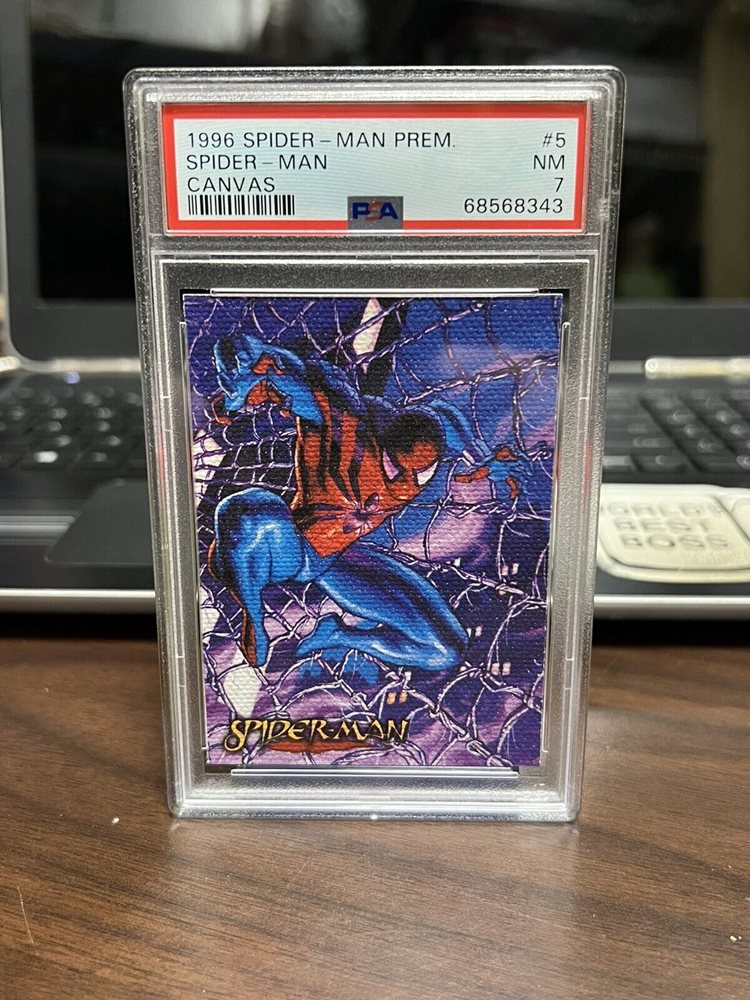 1996 SPIDER-MAN PREM. #5
SPIDER-MAN NM
CANVAS 7
PSA 68568343
SPIDER-MAN
WORLD'S
BEST
BOSS